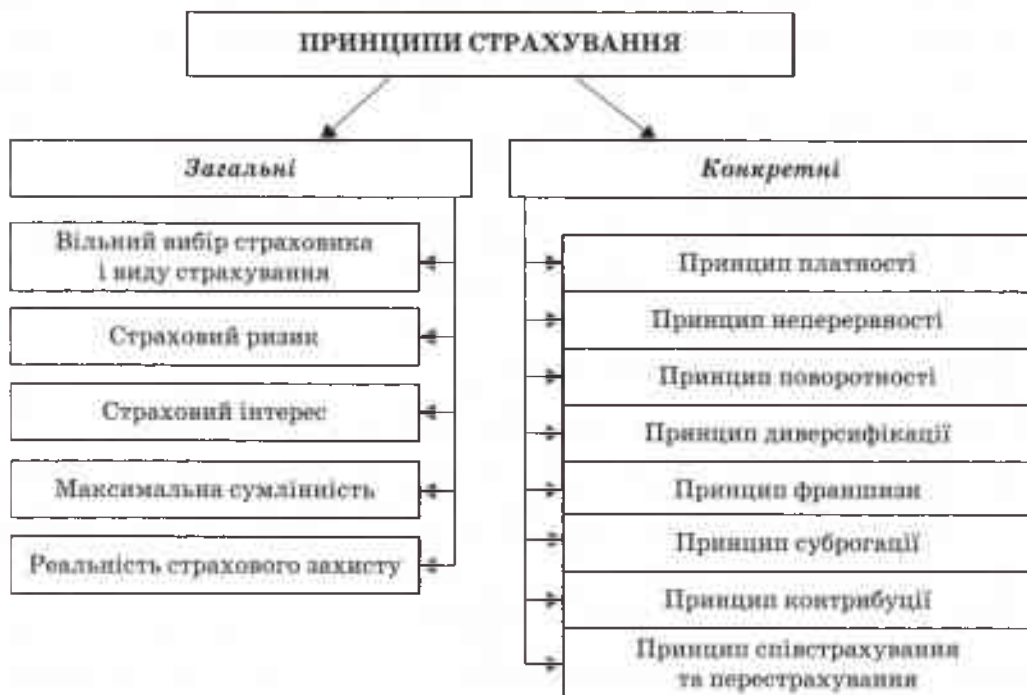 ПРИНЦИПИ СТРАХУВАННЯ
Загальні
Вільний вибір страховика
і виду страхування
Страховий ризик
Страховий інтерес
Максимальна сумлінність
Реальність страхового захисту
Конкретні
Принцип платності
Принцип неперервності
Принцип поворотності
Принцип диверсифікації
Принцип франшизи
Принцип суброгації
Принцип контрибуції
Принцип співстрахування
та перестрахування